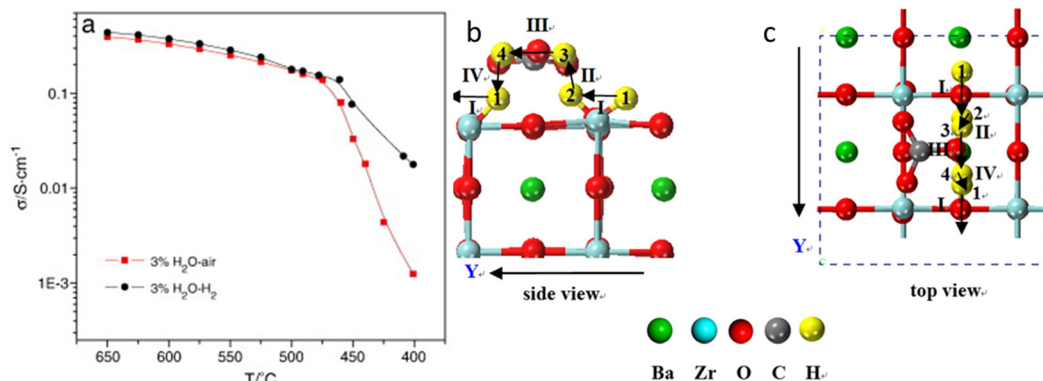 a
σ/S·cm⁻¹
0.1
0.01
1E-3
3% H₂O-air
3% H₂O-H₂
650 600 550 500 450 400
T/°C
b
III
4 3
IV II
1 2 1
I I
Y
side view
c
1
I
2
3 II
III
4 IV
I 1
Y
top view
Ba Zr O C H